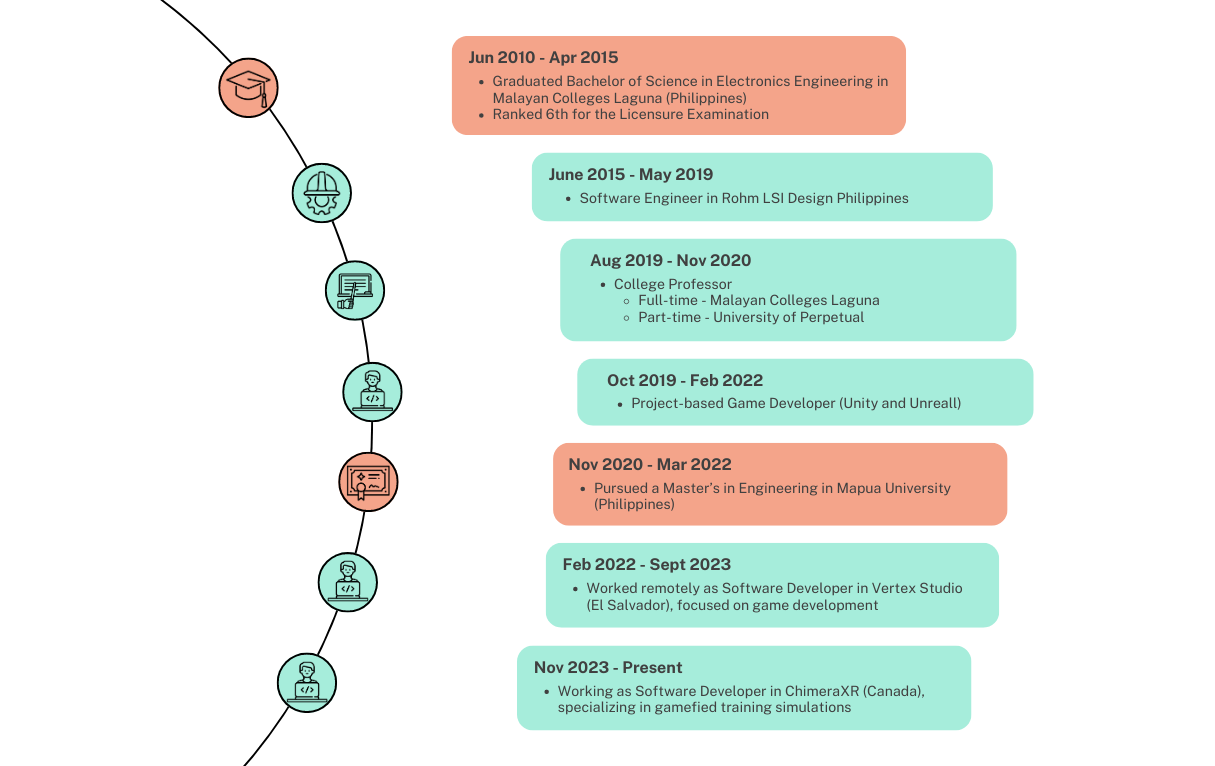 Jun 2010 - Apr 2015
• Graduated Bachelor of Science in Electronics Engineering in
Malayan Colleges Laguna (Philippines)
• Ranked 6th for the Licensure Examination
June 2015 - May 2019
• Software Engineer in Rohm LSI Design Philippines
Aug 2019 - Nov 2020
• College Professor
○ Full-time - Malayan Colleges Laguna
○ Part-time - University of Perpetual
Oct 2019 - Feb 2022
• Project-based Game Developer (Unity and Unreall)
Nov 2020 - Mar 2022
• Pursued a Master's in Engineering in Mapua University
(Philippines)
Feb 2022 - Sept 2023
• Worked remotely as Software Developer in Vertex Studio
(El Salvador), focused on game development
Nov 2023 - Present
• Working as Software Developer in ChimeraXR (Canada),
specializing in gamefied training simulations